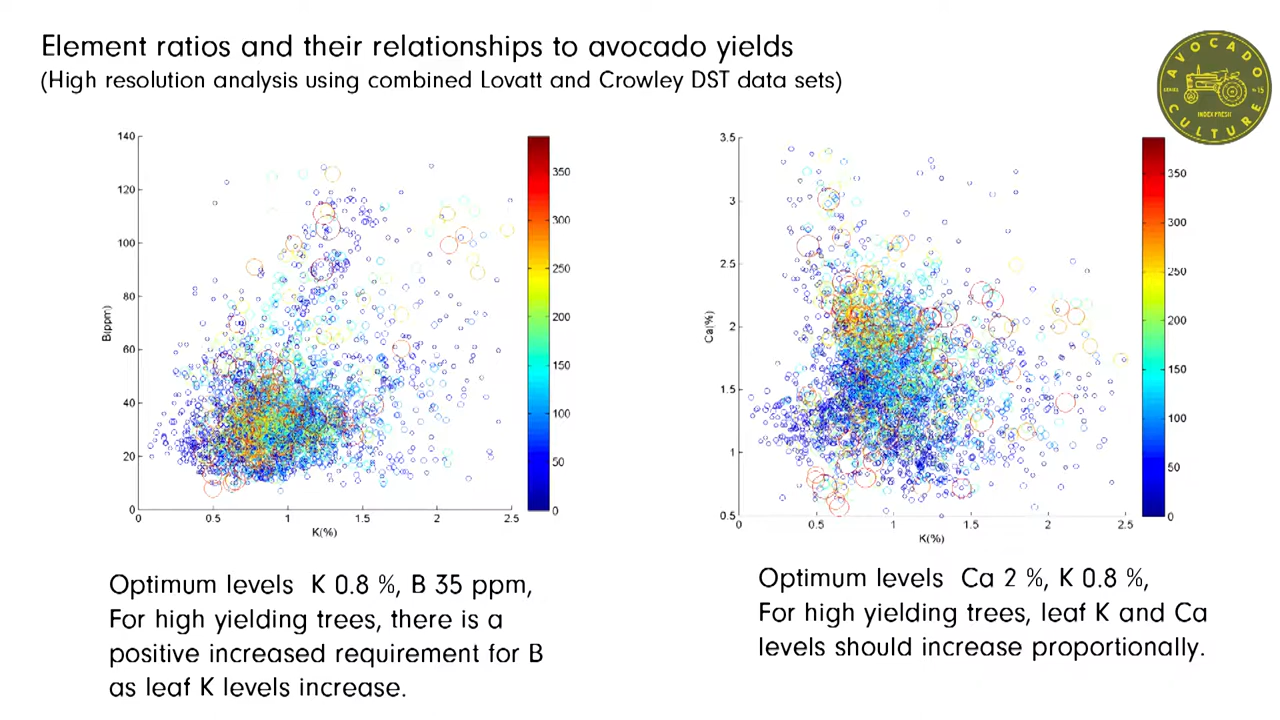 Element ratios and their relationships to avocado yields
(High resolution analysis using combined Lovatt and Crowley DST data sets)
AVOCADO
SERIES
No 15
INDEX FRESH
CULTURE
140
120
100
80
60
40
20
0
B(ppm)
0
0.5
1
1.5
2
2.5
K(%)
350
300
250
200
150
100
50
0
3.5
3
2.5
2
1.5
1
0.5
Ca(%)
0
0.5
1
1.5
2
2.5
K(%)
350
300
250
200
150
100
50
0
Optimum levels K 0.8 %, B 35 ppm,
For high yielding trees, there is a
positive increased requirement for B
as leaf K levels increase.
Optimum levels Ca 2 %, K 0.8 %,
For high yielding trees, leaf K and Ca
levels should increase proportionally.